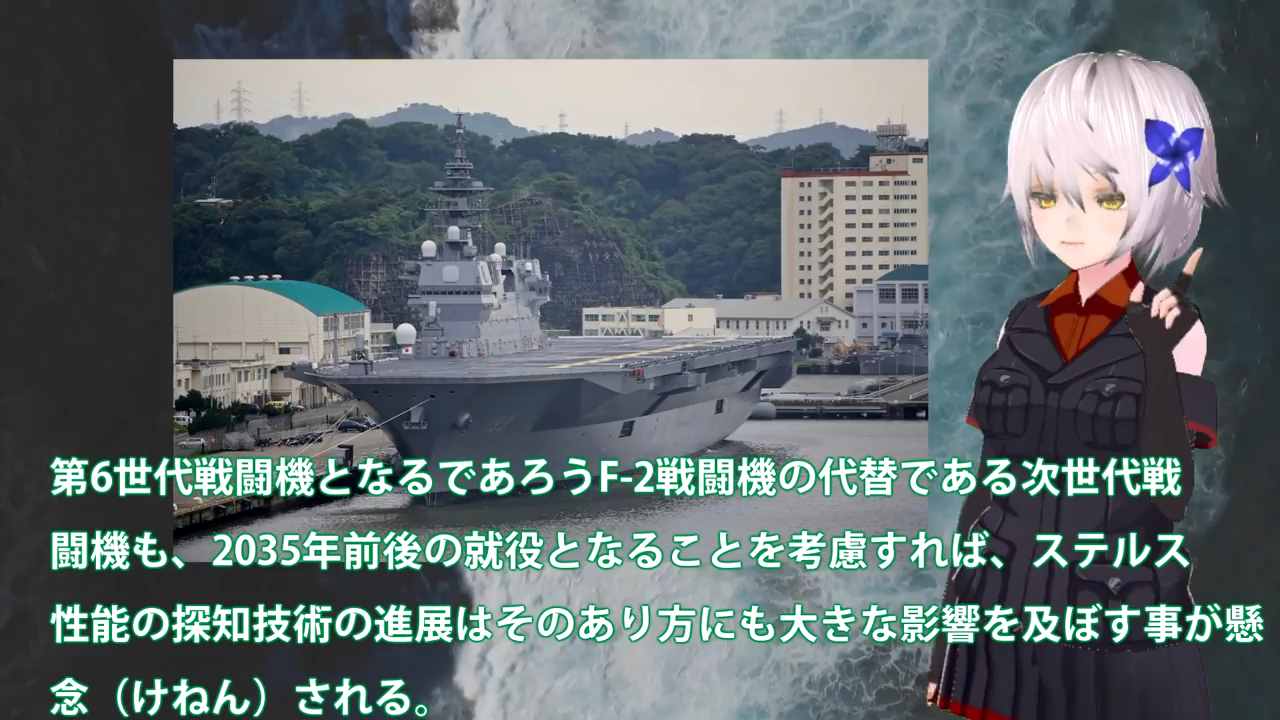 第6世代戦闘機となるであろうF-2戦闘機の代替である次世代戦
闘機も、2035年前後の就役となることを考慮すれば、ステルス
性能の探知技術の進展はそのあり方にも大きな影響を及ぼす事が懸
念（けねん）される。